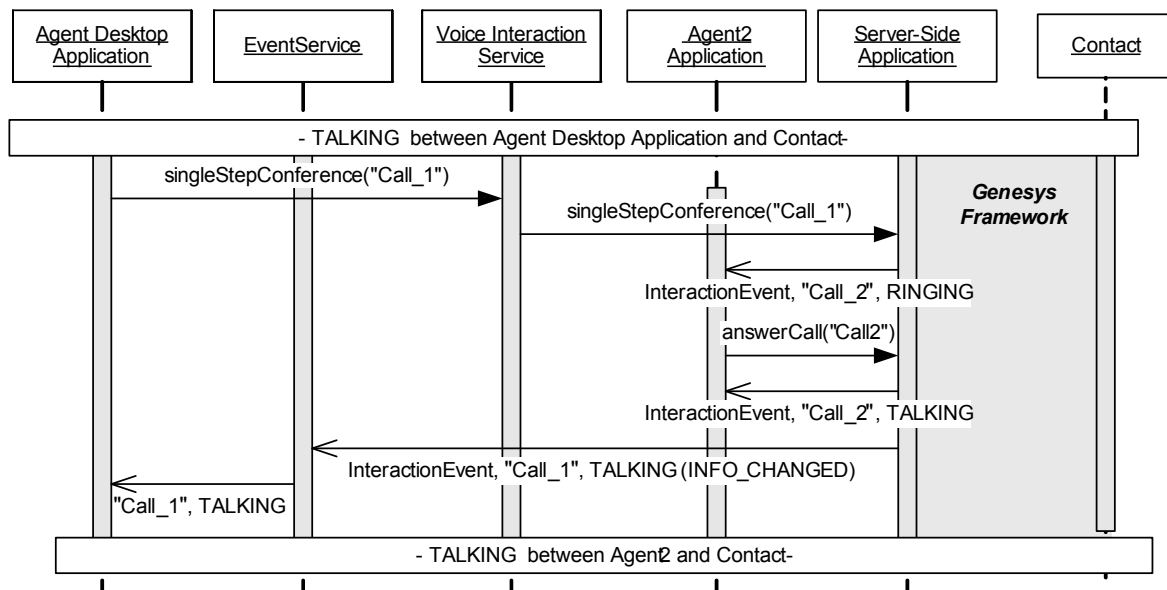 Agent Desktop
Application
EventService
Voice Interaction
Service
Agent2
Application
Server-Side
Application
Contact
- TALKING between Agent Desktop Application and Contact-
singleStepConference("Call_1")
Genesys
Framework
singleStepConference("Call_1")
InteractionEvent, "Call_2", RINGING
answerCall("Call2")
InteractionEvent, "Call_2", TALKING
InteractionEvent, "Call_1", TALKING (INFO_CHANGED)
"Call_1", TALKING
- TALKING between Agent2 and Contact-